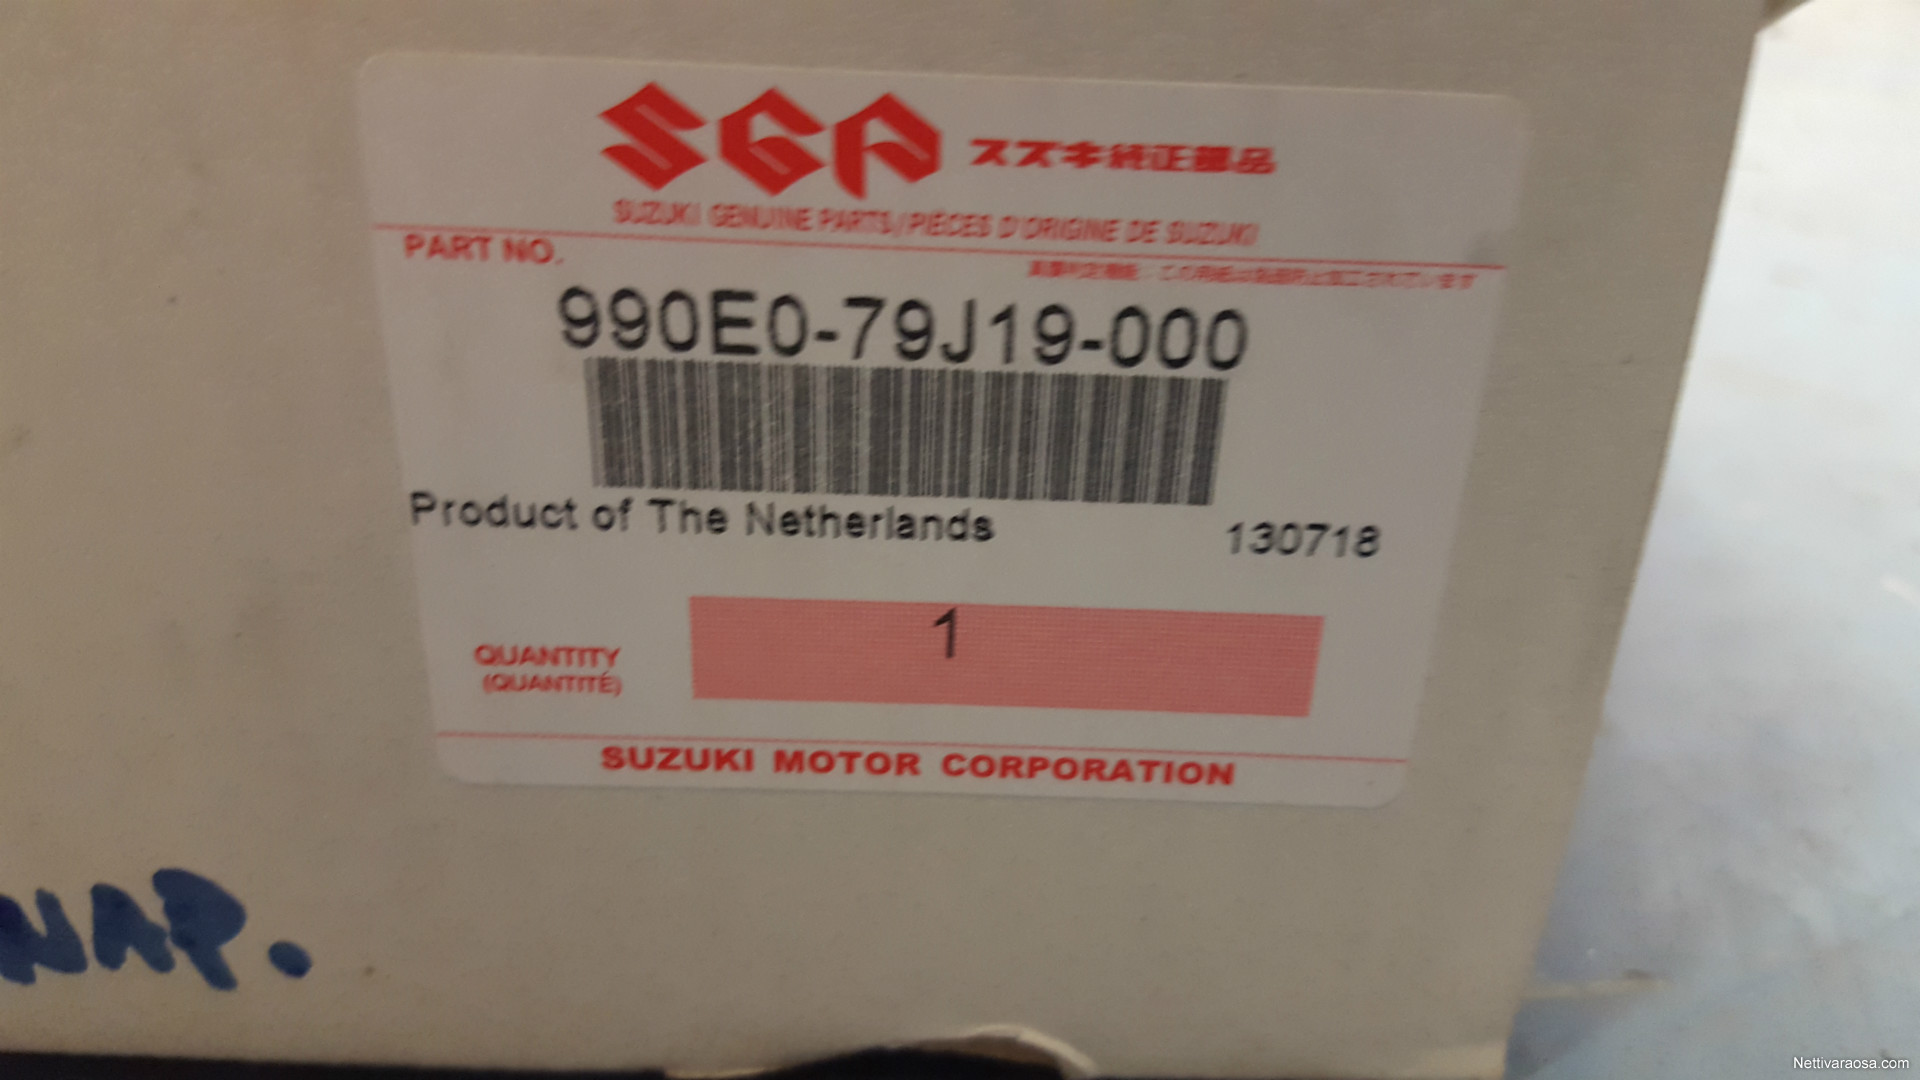 SGP スズキ純正部品
SUZUKI GENUINE PARTS/PIÈCES D'ORIGINE DE SUZUKI
PART NO.
990E0-79J19-000
Product of The Netherlands 130718
QUANTITY 1
(QUANTITÉ)
SUZUKI MOTOR CORPORATION
NAP.
Nettivaraosa.com